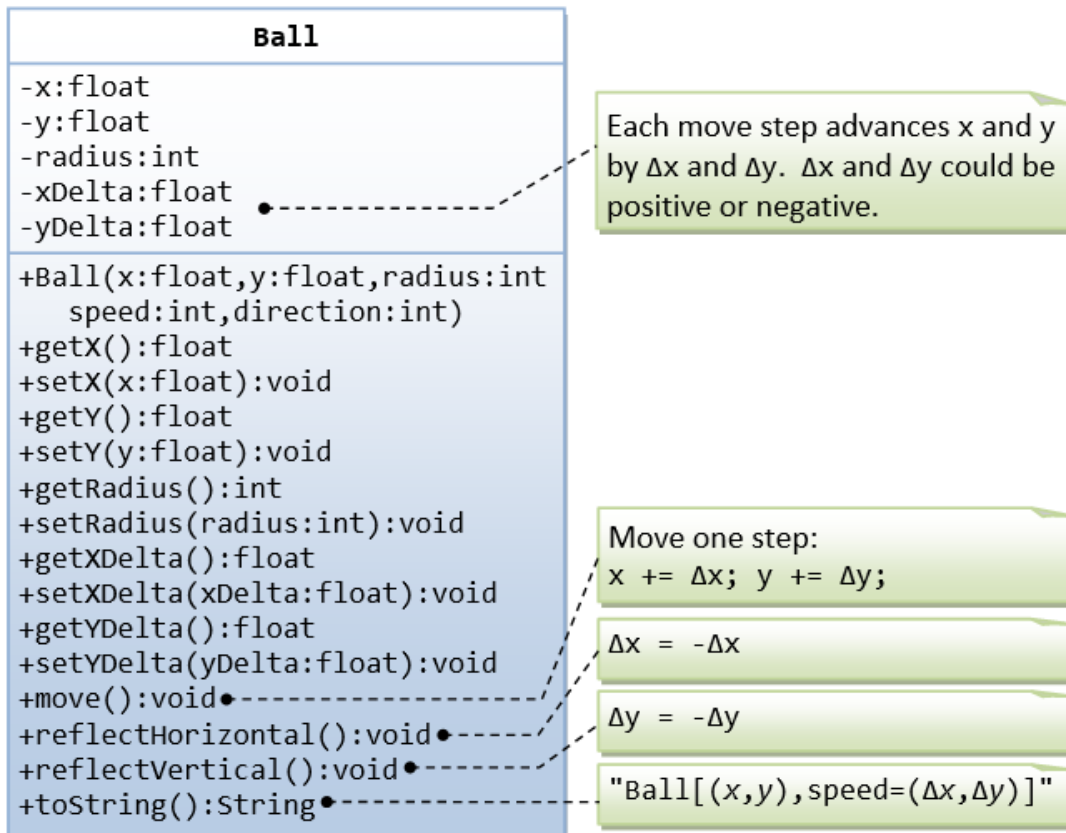 Ball
-x:float
-y:float
-radius:int
-xDelta:float
-yDelta:float
Each move step advances x and y
by Δx and Δy. Δx and Δy could be
positive or negative.
+Ball(x:float,y:float,radius:int
speed:int,direction:int)
+getX():float
+setX(x:float):void
+getY():float
+setY(y:float):void
+getRadius():int
+setRadius(radius:int):void
+getXDelta():float
+setXDelta(xDelta:float):void
+getYDelta():float
+setYDelta(yDelta:float):void
+move():void
+reflectHorizontal():void
+reflectVertical():void
+toString():String
Move one step:
x += Δx; y += Δy;
Δx = -Δx
Δy = -Δy
"Ball[(x,y),speed=(Δx,Δy)]"